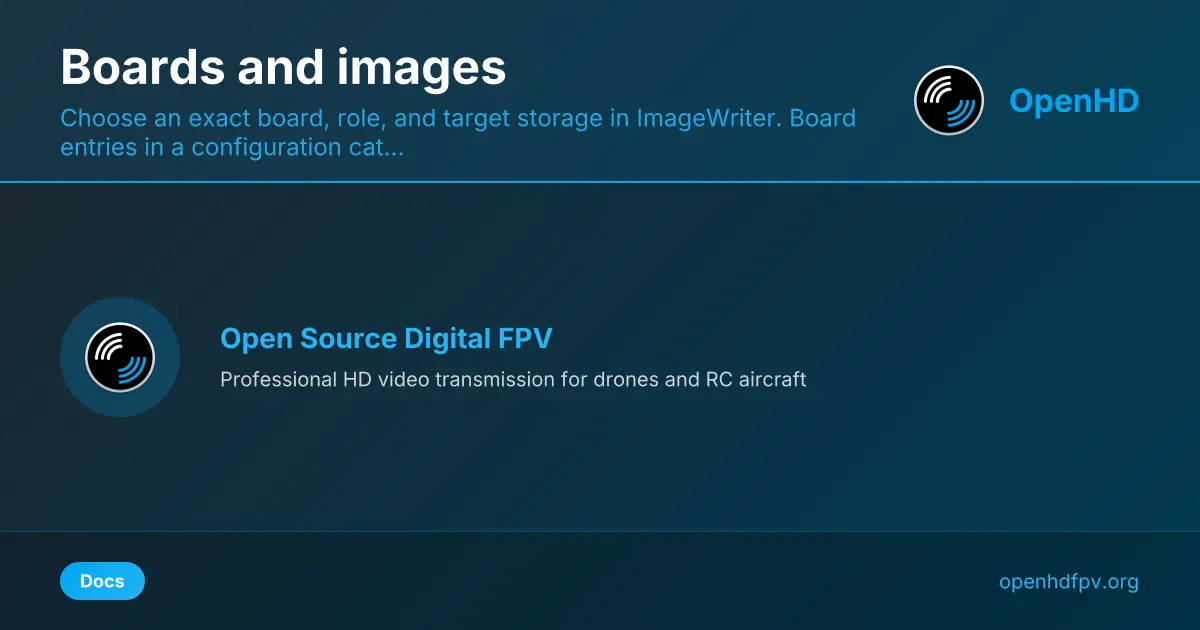 Boards and images
Choose an exact board, role, and target storage in ImageWriter. Board
entries in a configuration cat...
OpenHD
Open Source Digital FPV
Professional HD video transmission for drones and RC aircraft
Docs
openhdfpv.org